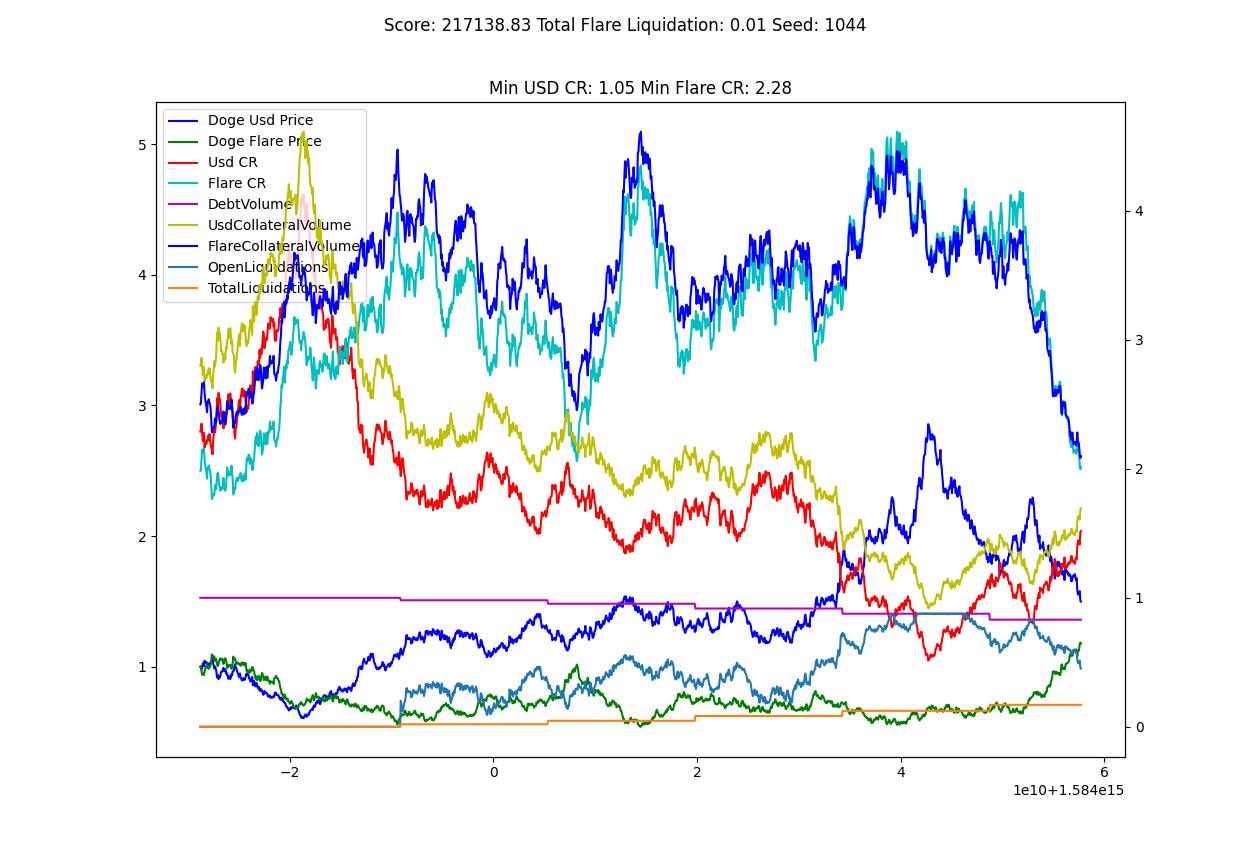 Score: 217138.83 Total Flare Liquidation: 0.01 Seed: 1044
Min USD CR: 1.05 Min Flare CR: 2.28
Doge Usd Price
Doge Flare Price
Usd CR
Flare CR
DebtVolume
UsdCollateralVolume
FlareCollateralVolume
OpenLiquidations
TotalLiquidations
5
4
3
2
1
4
3
2
1
0
−2
0
2
4
6
1e10+1.584e15